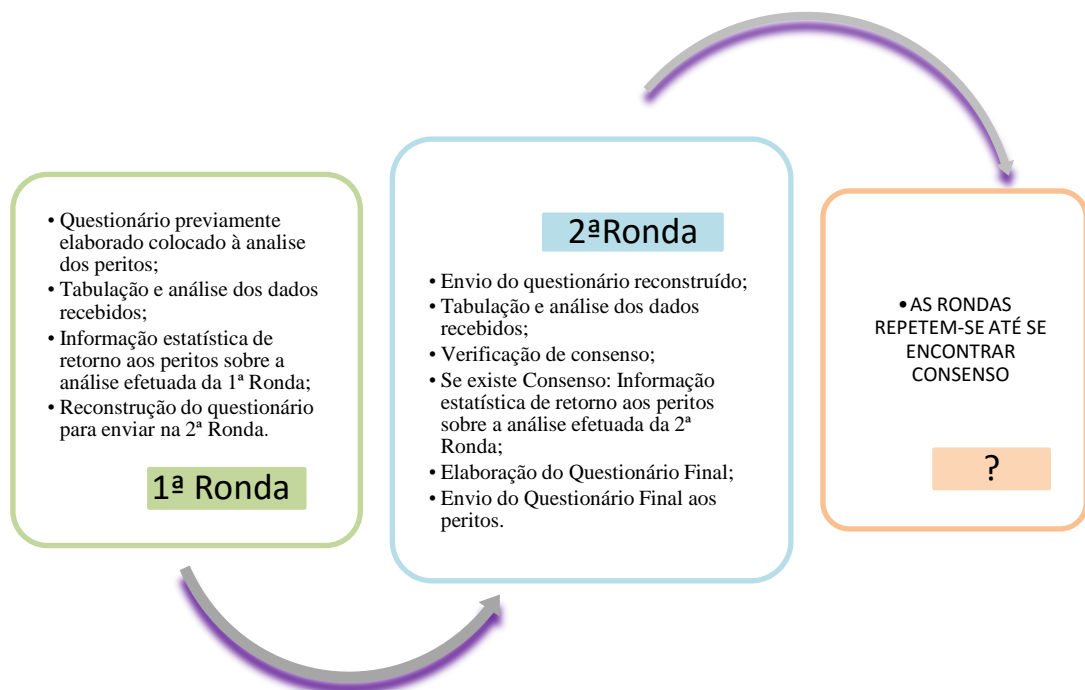 • Questionário previamente
elaborado colocado à analise
dos peritos;
• Tabulação e análise dos dados
recebidos;
• Informação estatística de
retorno aos peritos sobre a
análise efetuada da 1ª Ronda;
• Reconstrução do questionário
para enviar na 2ª Ronda.
1ª Ronda
2ªRonda
• Envio do questionário reconstruído;
• Tabulação e análise dos dados
recebidos;
• Verificação de consenso;
• Se existe Consenso: Informação
estatística de retorno aos peritos
sobre a análise efetuada da 2ª
Ronda;
• Elaboração do Questionário Final;
• Envio do Questionário Final aos
peritos.
• AS RONDAS
REPETEM-SE ATÉ SE
ENCONTRAR
CONSENSO
?